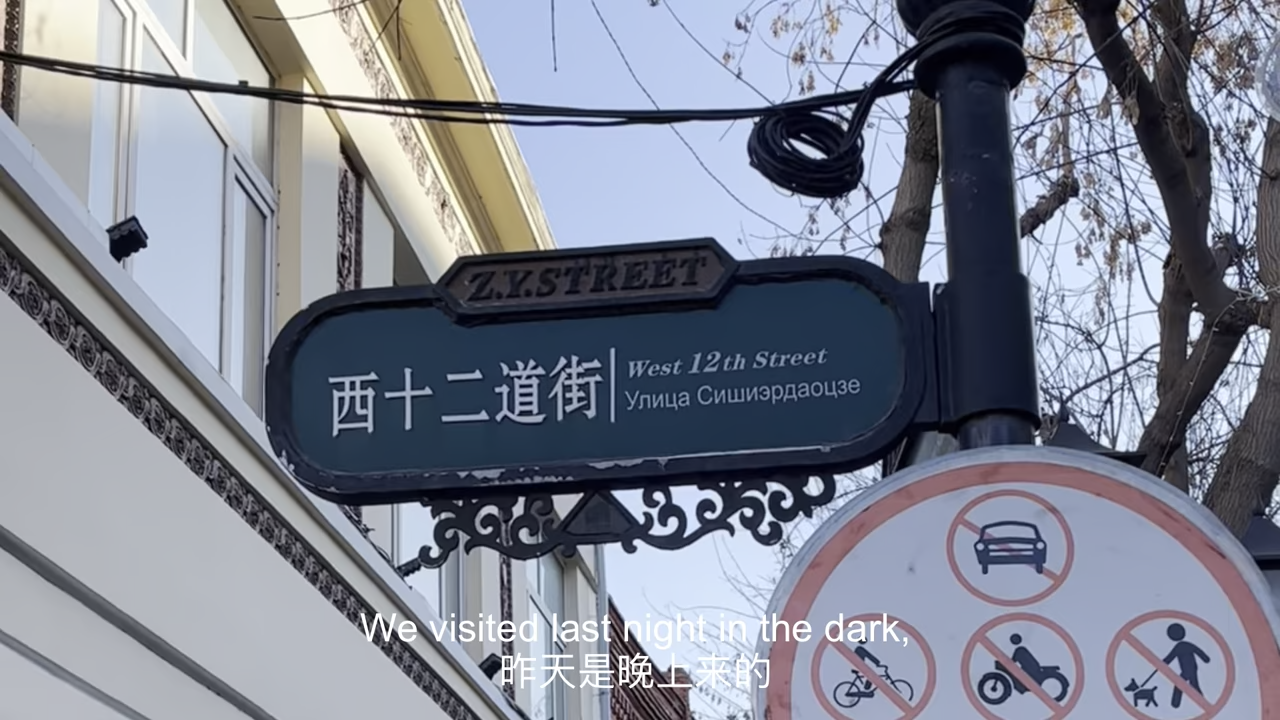 Z.Y.STREET
西十二道街
West 12th Street
Улица Сишиэрдаоцзе
We visited last night in the dark,
昨天是晚上来的